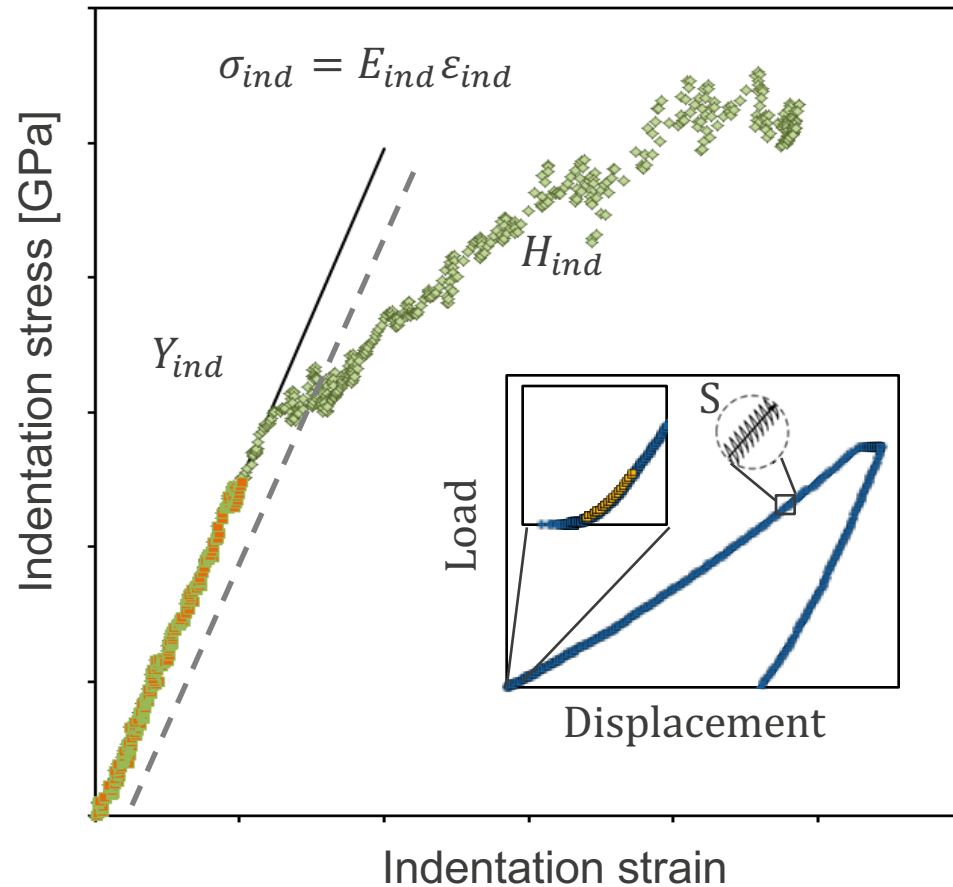 σ_ind = E_ind ε_ind
Indentation stress [GPa]
Y_ind
H_ind
S
Load
Displacement
Indentation strain